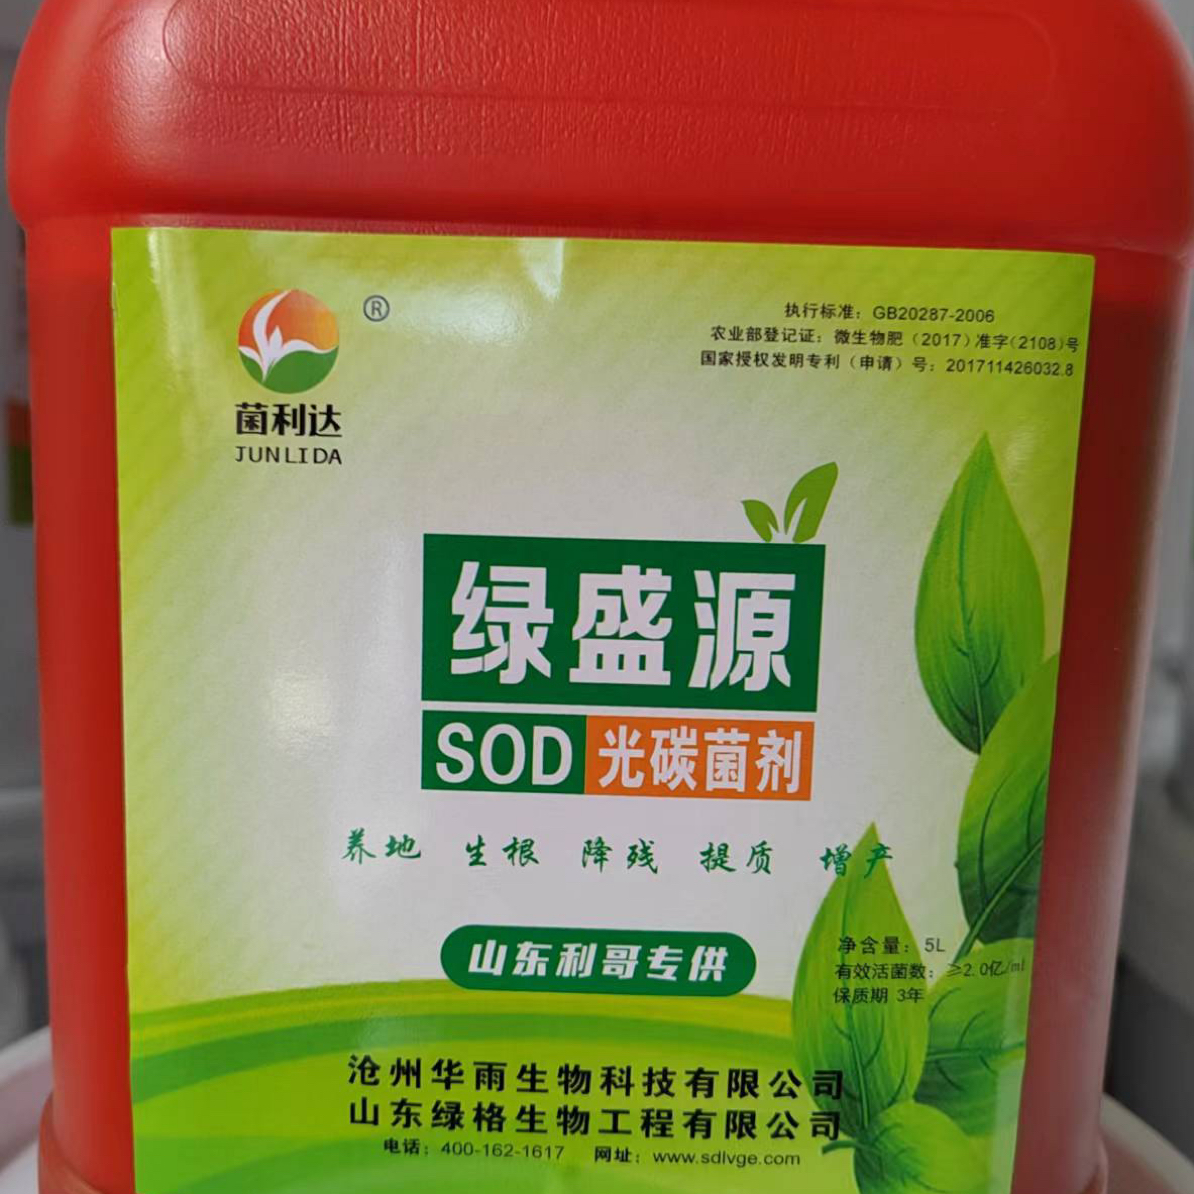 ®
菌利达
JUNLIDA
执行标准：GB20287-2006
农业部登记证：微生物肥（2017）准字(2108)号
国家授权发明专利（申请）号：201711426032.8
绿盛源
SOD 光碳菌剂
养地 生根 降残 提质 增产
山东利哥专供
净含量：5L
有效活菌数：≥2.0亿/ml
保质期 3年
沧州华雨生物科技有限公司
山东绿格生物工程有限公司
电话：400-162-1617 网址：www.sdlvge.com